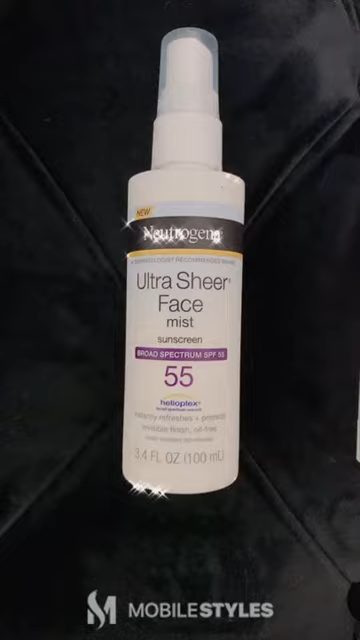 NEW
Neutrogena
Ultra Sheer®
Face
mist
sunscreen
BROAD SPECTRUM SPF 55
55
helioplex®
instantly refreshes + protects
invisible finish, oil-free
3.4 FL OZ (100 mL)
MOBILESTYLES